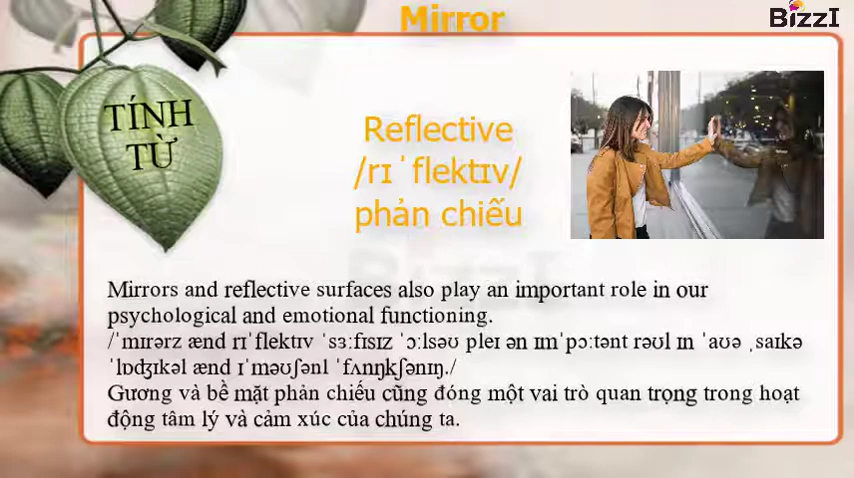 Mirror
BizzI
TÍNH
TỪ
Reflective
/rɪˈflektɪv/
phản chiếu
Mirrors and reflective surfaces also play an important role in our
psychological and emotional functioning.
/ˈmɪrərz ænd rɪˈflektɪv ˈsɜːfɪsɪz ˈɔːlsəʊ pleɪ ən ɪmˈpɔːtənt rəʊl ɪn ˈaʊə ˌsaɪkə
ˈlɒʤɪkəl ænd ɪˈməʊʃənl ˈfʌnŋkʃənɪŋ./
Gương và bề mặt phản chiếu cũng đóng một vai trò quan trọng trong hoạt
động tâm lý và cảm xúc của chúng ta.